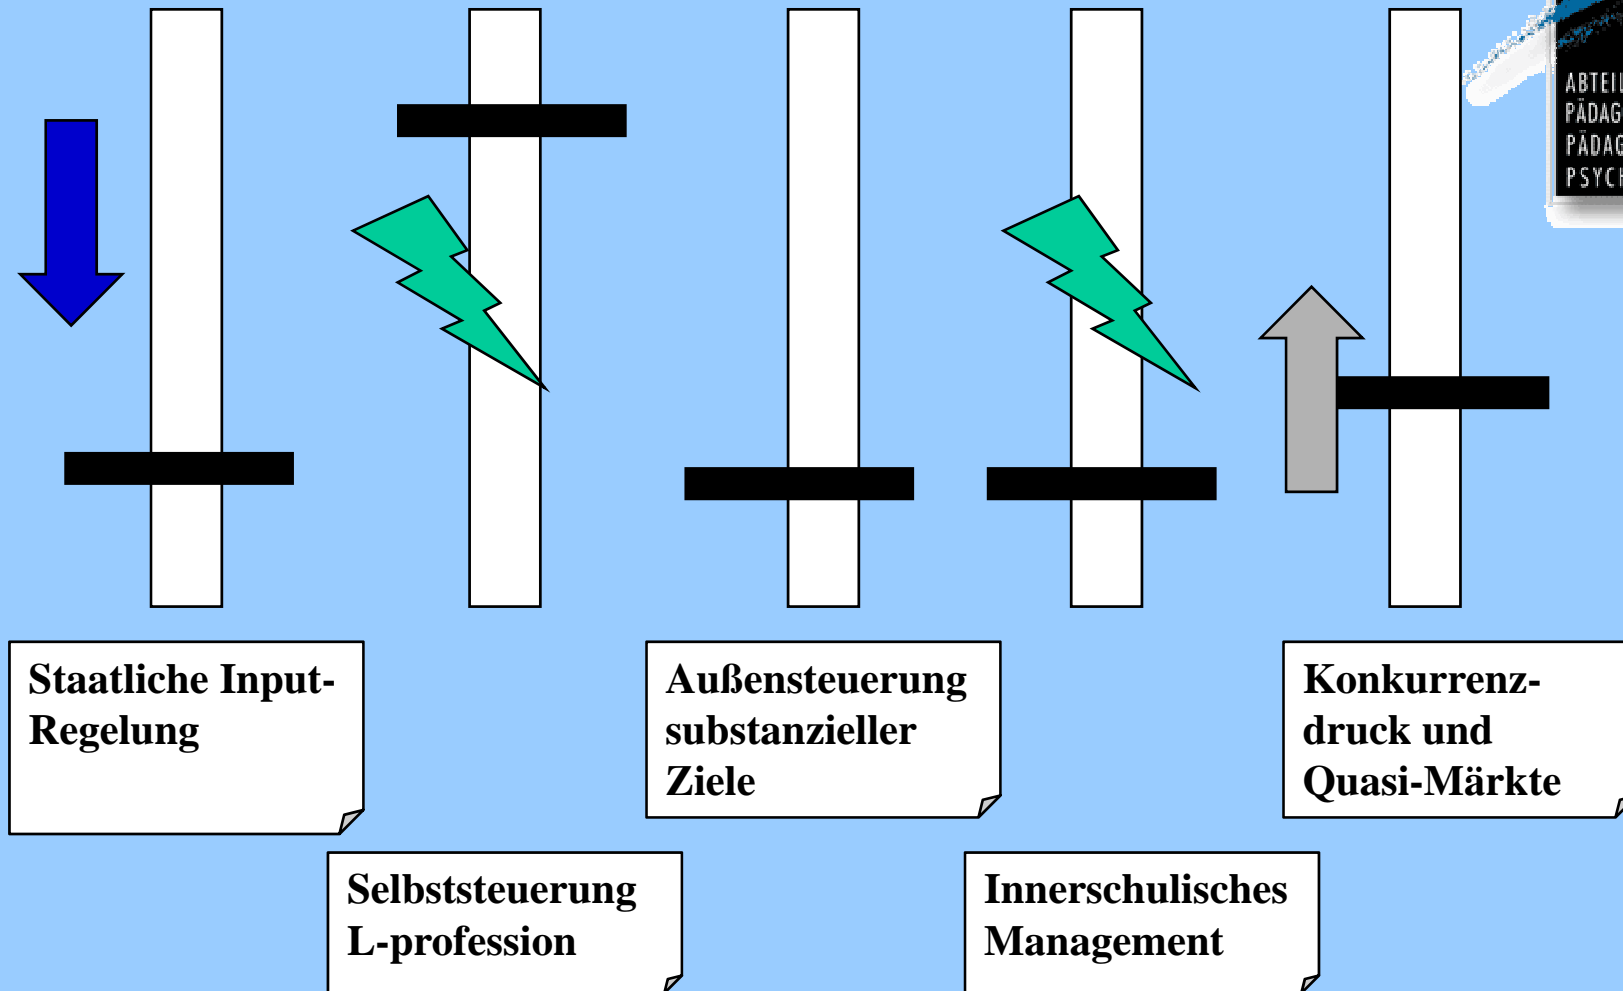 Staatliche Input-
Regelung
Selbststeuerung
L-profession
Außensteuerung
substanzieller
Ziele
Innerschulisches
Management
Konkurrenz-
druck und
Quasi-Märkte